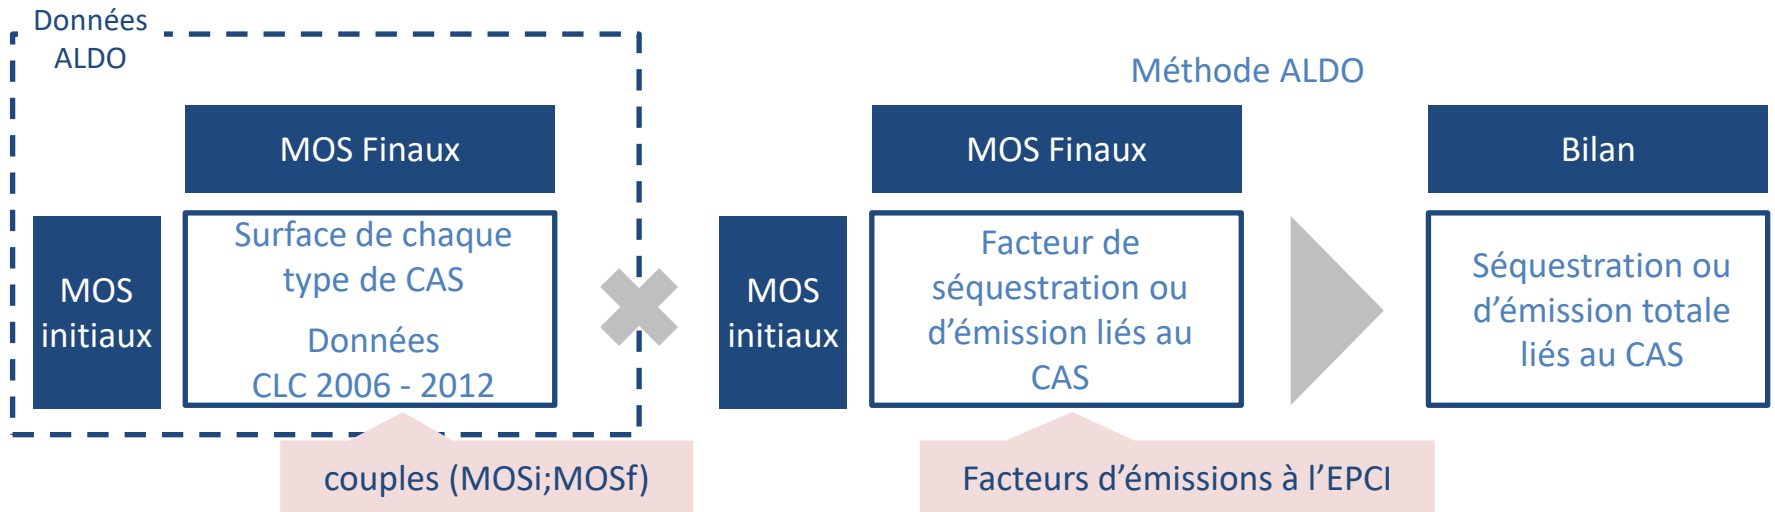 Données
ALDO
Méthode ALDO
MOS Finaux
MOS Finaux
Bilan
MOS
initiaux
Surface de chaque
type de CAS
Données
CLC 2006 - 2012
MOS
initiaux
Facteur de
séquestration ou
d'émission liés au
CAS
Séquestration ou
d'émission totale
liés au CAS
couples (MOSi;MOSf)
Facteurs d'émissions à l'EPCI